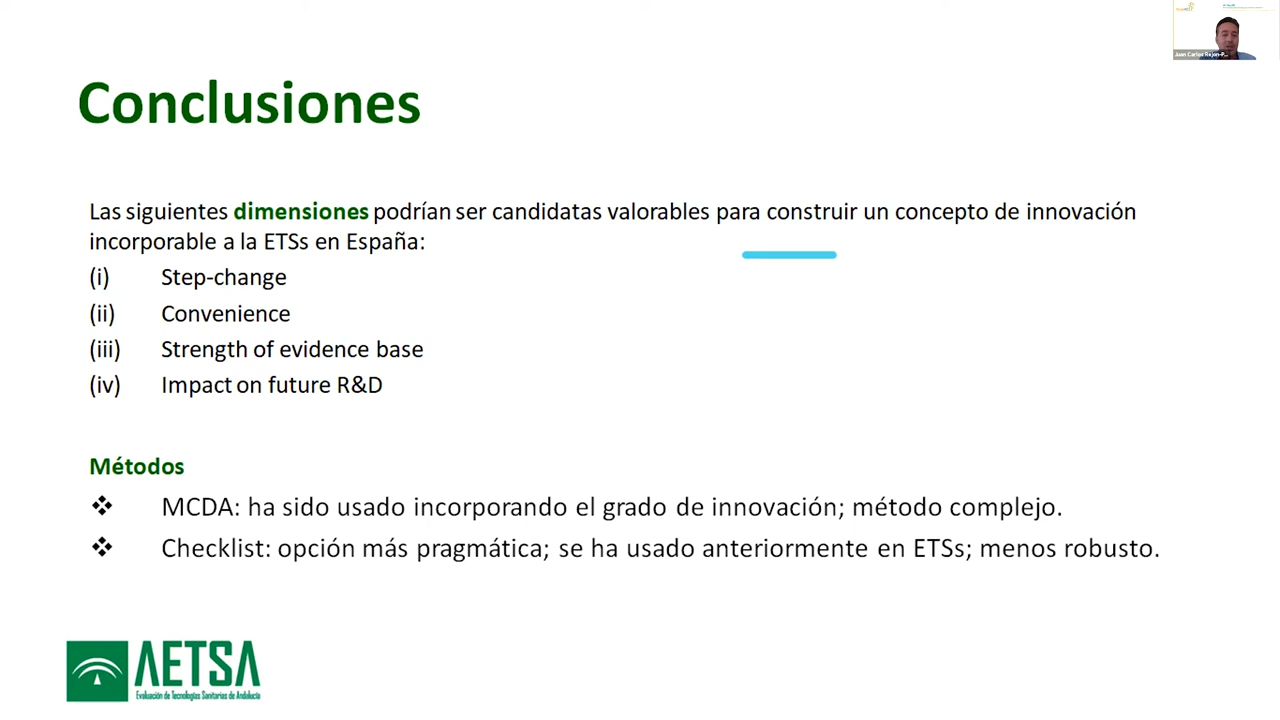 Conclusiones
Las siguientes dimensiones podrían ser candidatas valorables para construir un concepto de innovación
incorporable a la ETSs en España:
(i) Step-change
(ii) Convenience
(iii) Strength of evidence base
(iv) Impact on future R&D
Métodos
❖ MCDA: ha sido usado incorporando el grado de innovación; método complejo.
❖ Checklist: opción más pragmática; se ha usado anteriormente en ETSs; menos robusto.
AETSA
Evaluación de Tecnologías Sanitarias de Andalucía
Juan Carlos Rejon-P...